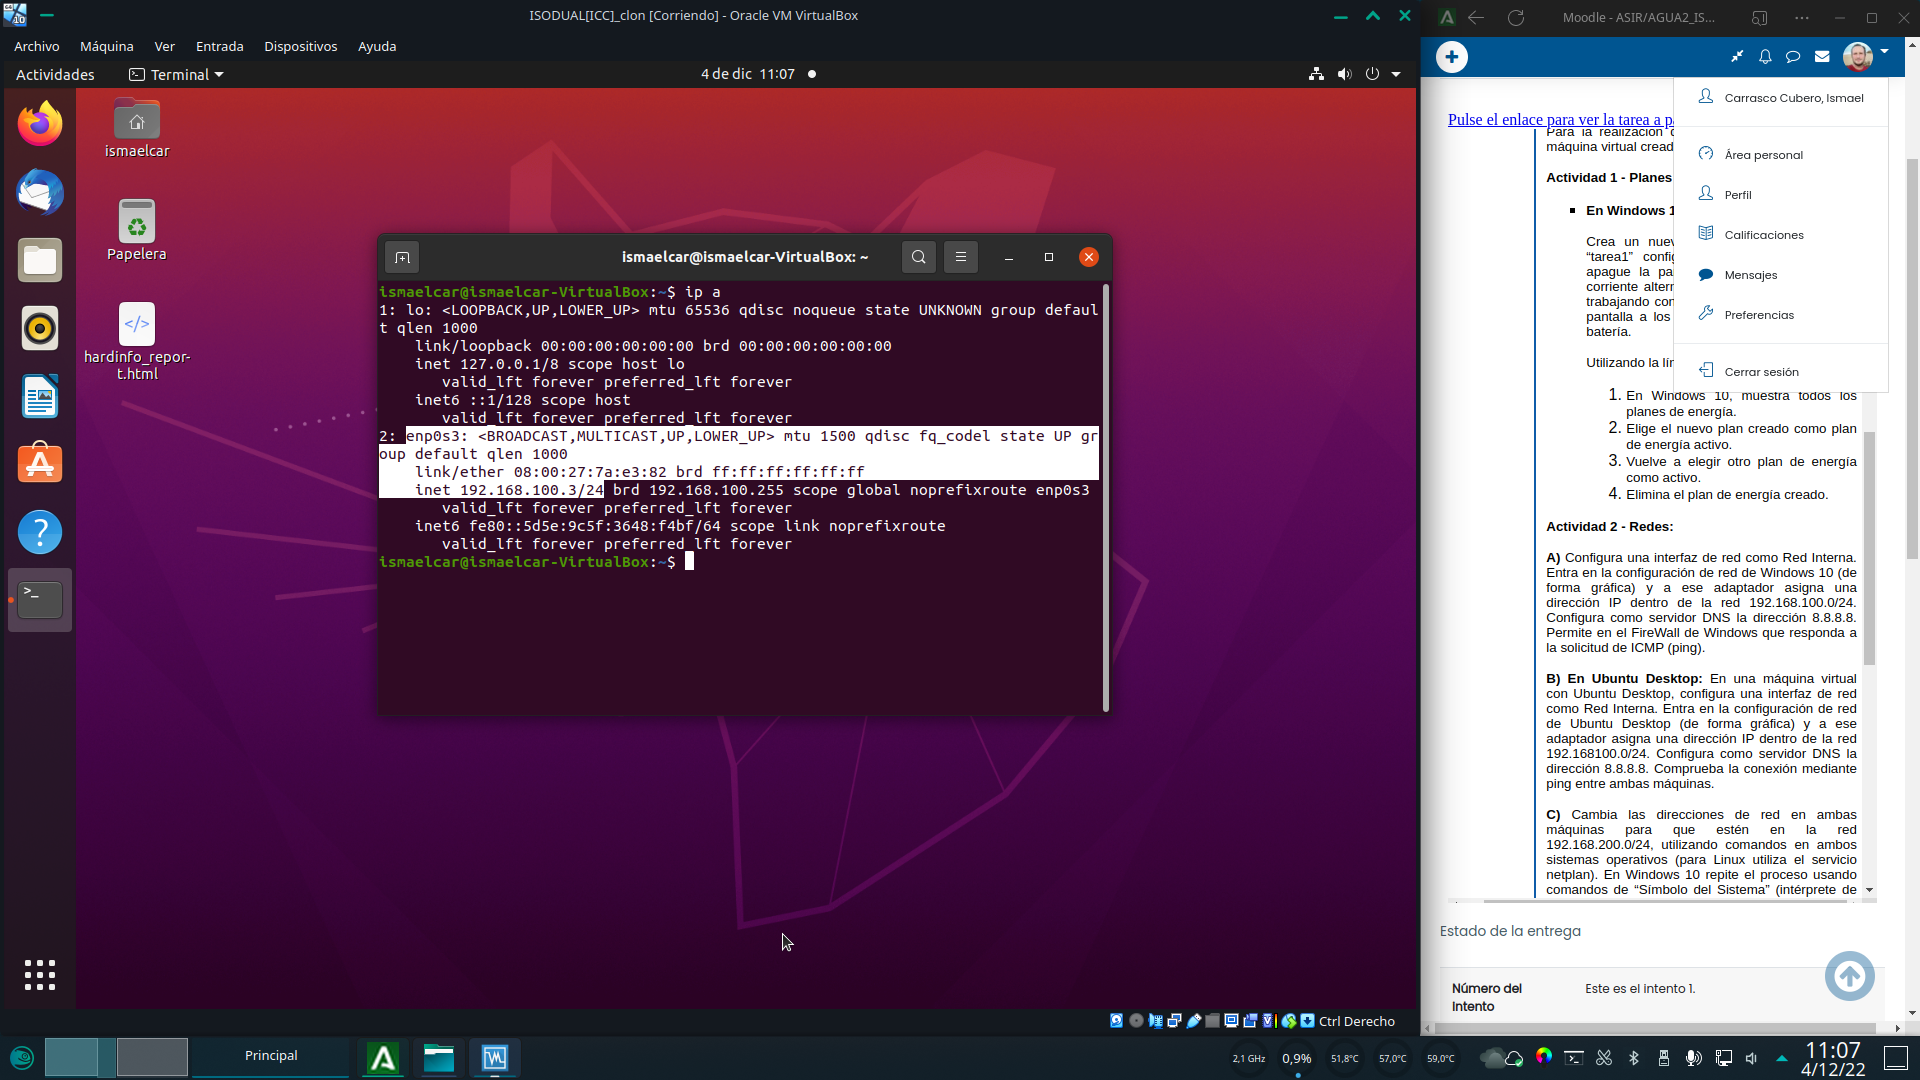 ISODUAL[ICC]_clon [Corriendo] - Oracle VM VirtualBox
Archivo Máquina Ver Entrada Dispositivos Ayuda
Actividades Terminal 4 de dic 11:07
ismaelcar
Papelera
hardinfo_repor-
t.html
ismaelcar@ismaelcar-VirtualBox: ~
ismaelcar@ismaelcar-VirtualBox:~$ ip a
1: lo: <LOOPBACK,UP,LOWER_UP> mtu 65536 qdisc noqueue state UNKNOWN group defaul
t qlen 1000
link/loopback 00:00:00:00:00:00 brd 00:00:00:00:00:00
inet 127.0.0.1/8 scope host lo
valid_lft forever preferred_lft forever
inet6 ::1/128 scope host
valid_lft forever preferred_lft forever
2: enp0s3: <BROADCAST,MULTICAST,UP,LOWER_UP> mtu 1500 qdisc fq_codel state UP gr
oup default qlen 1000
link/ether 08:00:27:7a:e3:82 brd ff:ff:ff:ff:ff:ff
inet 192.168.100.3/24 brd 192.168.100.255 scope global noprefixroute enp0s3
valid_lft forever preferred_lft forever
inet6 fe80::5d5e:9c5f:3648:f4bf/64 scope link noprefixroute
valid_lft forever preferred_lft forever
ismaelcar@ismaelcar-VirtualBox:~$
Ctrl Derecho
Moodle - ASIR/AGUA2_IS...
Carrasco Cubero, Ismael
Área personal
Perfil
Calificaciones
Mensajes
Preferencias
Cerrar sesión
Pulse el enlace para ver la tarea a p
Para la realización
máquina virtual cread
Actividad 1 - Planes
En Windows 1
Crea un nuev
"tarea1" config
apague la pa
corriente altern
trabajando con
pantalla a los
batería.
Utilizando la lí
1. En Windows 10, muestra todos los
planes de energía.
2. Elige el nuevo plan creado como plan
de energía activo.
3. Vuelve a elegir otro plan de energía
como activo.
4. Elimina el plan de energía creado.
Actividad 2 - Redes:
A) Configura una interfaz de red como Red Interna.
Entra en la configuración de red de Windows 10 (de
forma gráfica) y a ese adaptador asigna una
dirección IP dentro de la red 192.168.100.0/24.
Configura como servidor DNS la dirección 8.8.8.8.
Permite en el FireWall de Windows que responda a
la solicitud de ICMP (ping).
B) En Ubuntu Desktop: En una máquina virtual
con Ubuntu Desktop, configura una interfaz de red
como Red Interna. Entra en la configuración de red
de Ubuntu Desktop (de forma gráfica) y a ese
adaptador asigna una dirección IP dentro de la red
192.168100.0/24. Configura como servidor DNS la
dirección 8.8.8.8. Comprueba la conexión mediante
ping entre ambas máquinas.
C) Cambia las direcciones de red en ambas
máquinas para que estén en la red
192.168.200.0/24, utilizando comandos en ambos
sistemas operativos (para Linux utiliza el servicio
netplan). En Windows 10 repite el proceso usando
comandos de "Símbolo del Sistema" (intérprete de
Estado de la entrega
Número del
intento
Este es el intento 1.
Principal
2,1 GHz 0,9% 51,8°C 57,0°C 59,0°C
11:07
4/12/22